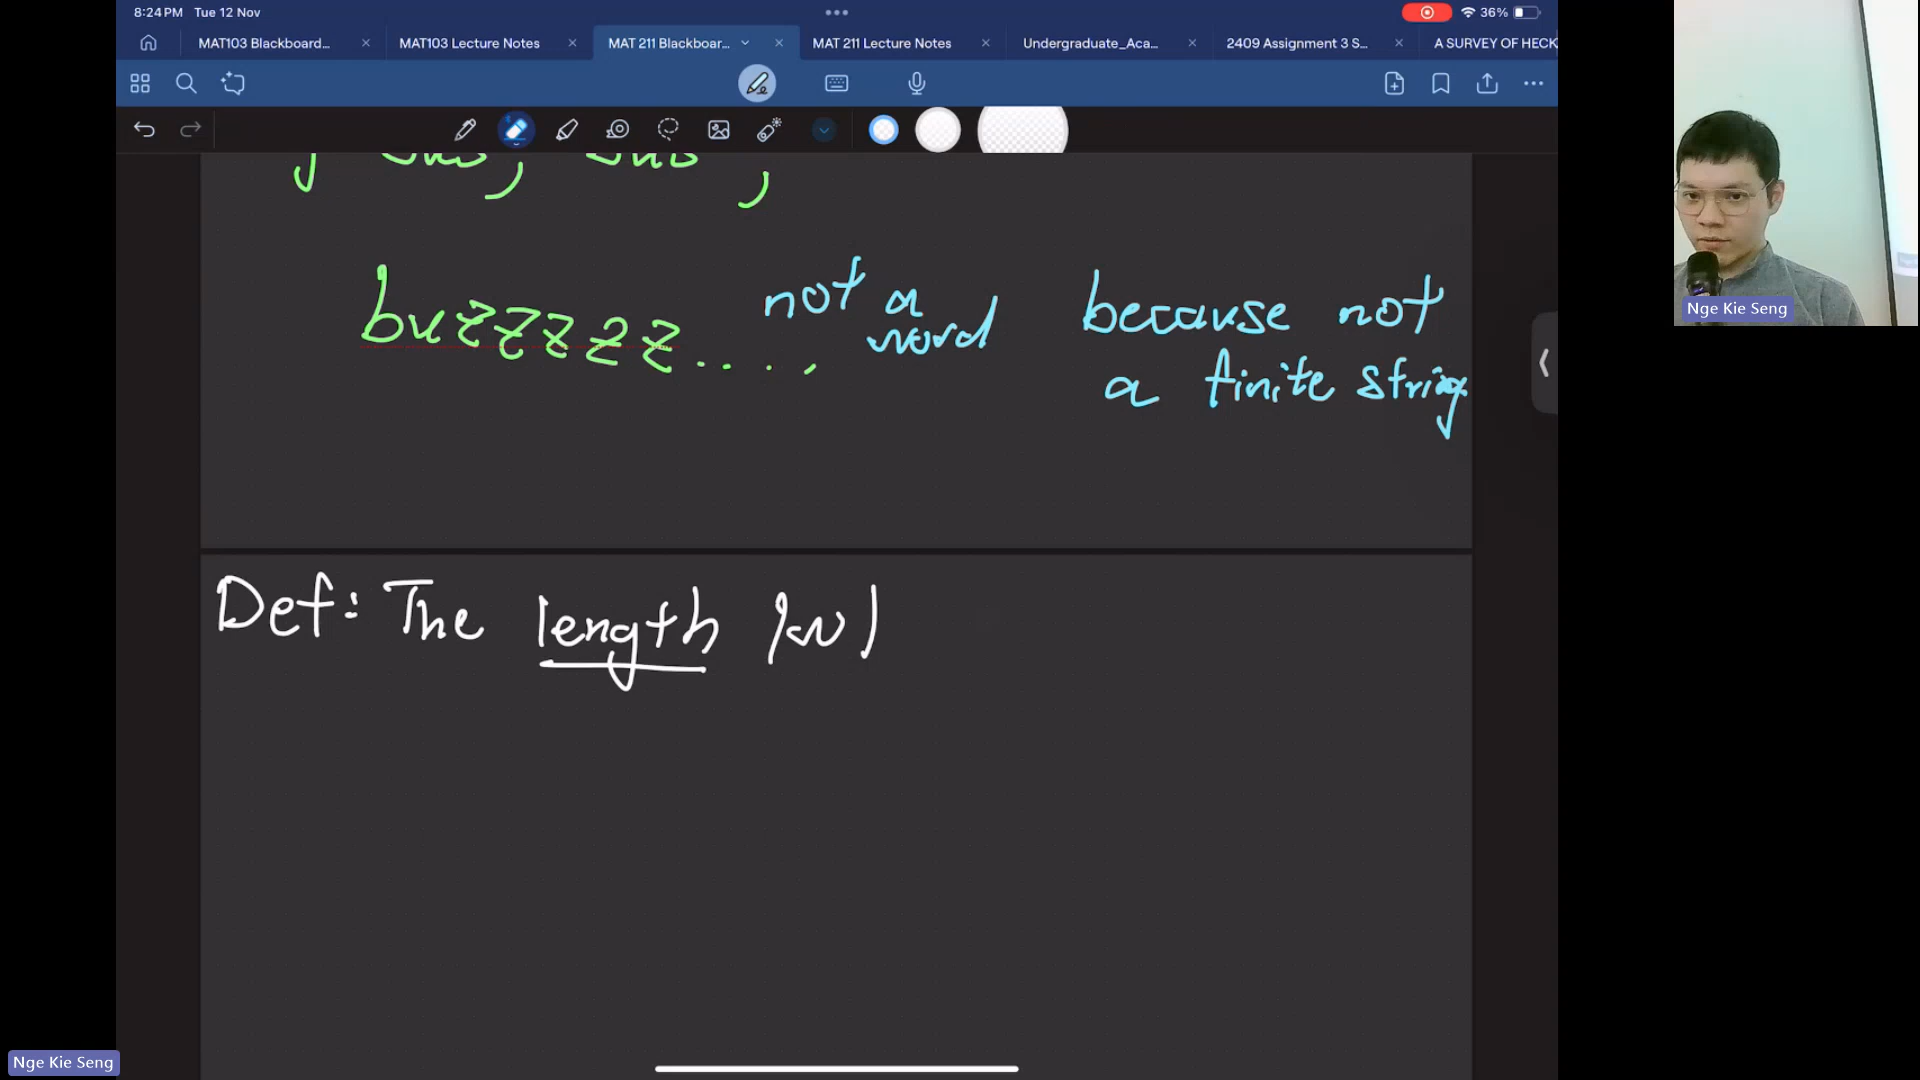 8:24 PM Tue 12 Nov
36%
MAT103 Blackboard...
MAT103 Lecture Notes
MAT 211 Blackboar...
MAT 211 Lecture Notes
Undergraduate_Aca...
2409 Assignment 3 S...
A SURVEY OF HECK
buzzzzz....,
not a
word
because not
a finite string
Def: The length |w|
Nge Kie Seng
Nge Kie Seng